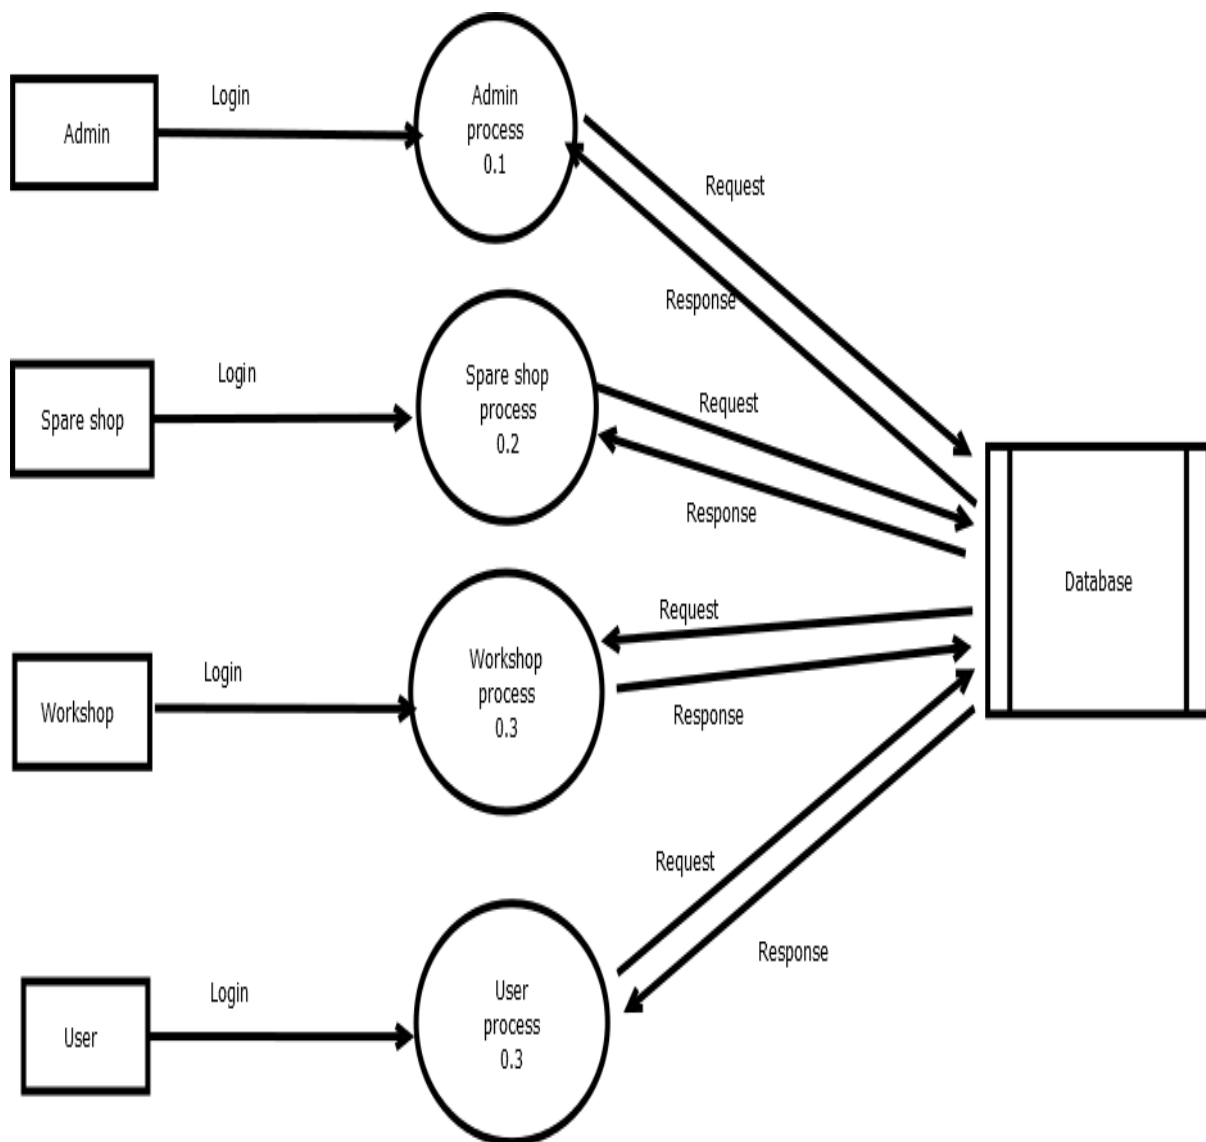 Admin
Login
Admin
process
0.1
Request
Response
Spare shop
Login
Spare shop
process
0.2
Request
Response
Database
Workshop
Login
Workshop
process
0.3
Request
Response
User
Login
User
process
0.3
Request
Response